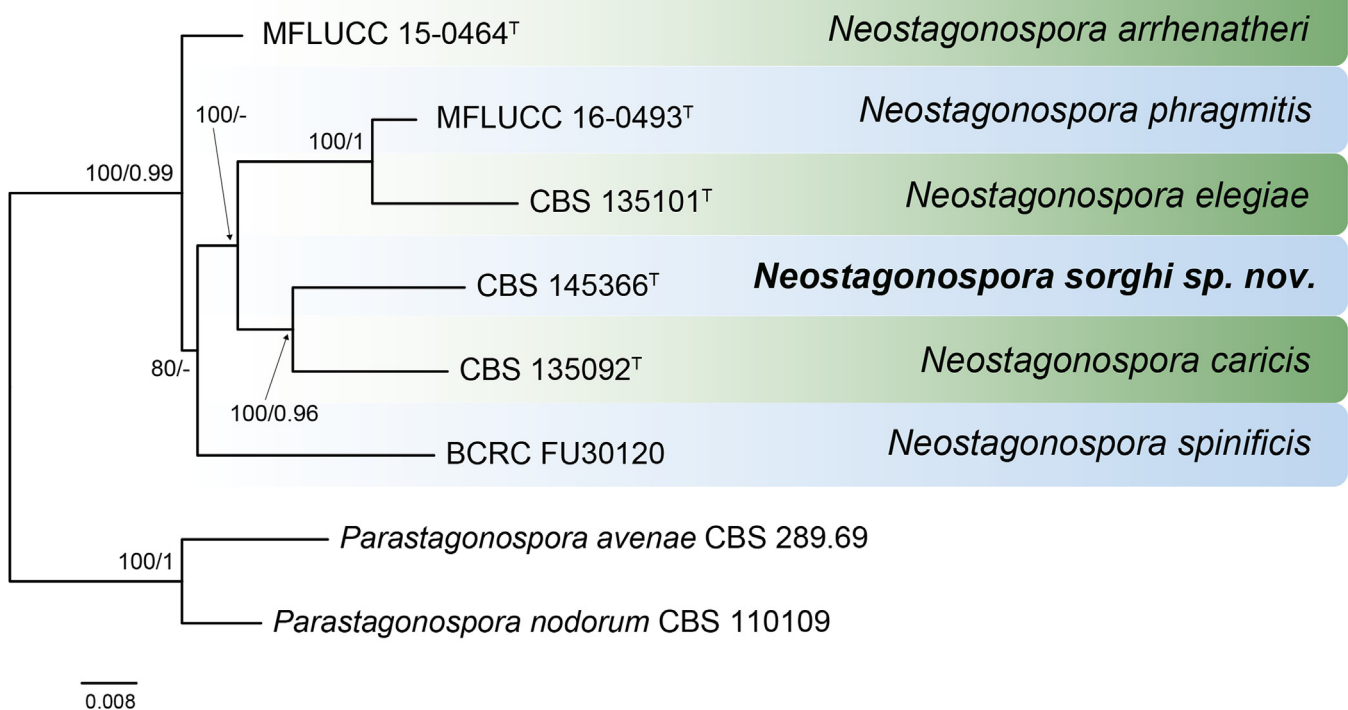 MFLUCC 15-0464ᵀ Neostagonospora arrhenatheri
100/-
MFLUCC 16-0493ᵀ Neostagonospora phragmitis
100/1
100/0.99
CBS 135101ᵀ Neostagonospora elegiae
CBS 145366ᵀ Neostagonospora sorghi sp. nov.
80/-
CBS 135092ᵀ Neostagonospora caricis
100/0.96
BCRC FU30120 Neostagonospora spinificis
Parastagonospora avenae CBS 289.69
100/1
Parastagonospora nodorum CBS 110109
0.008